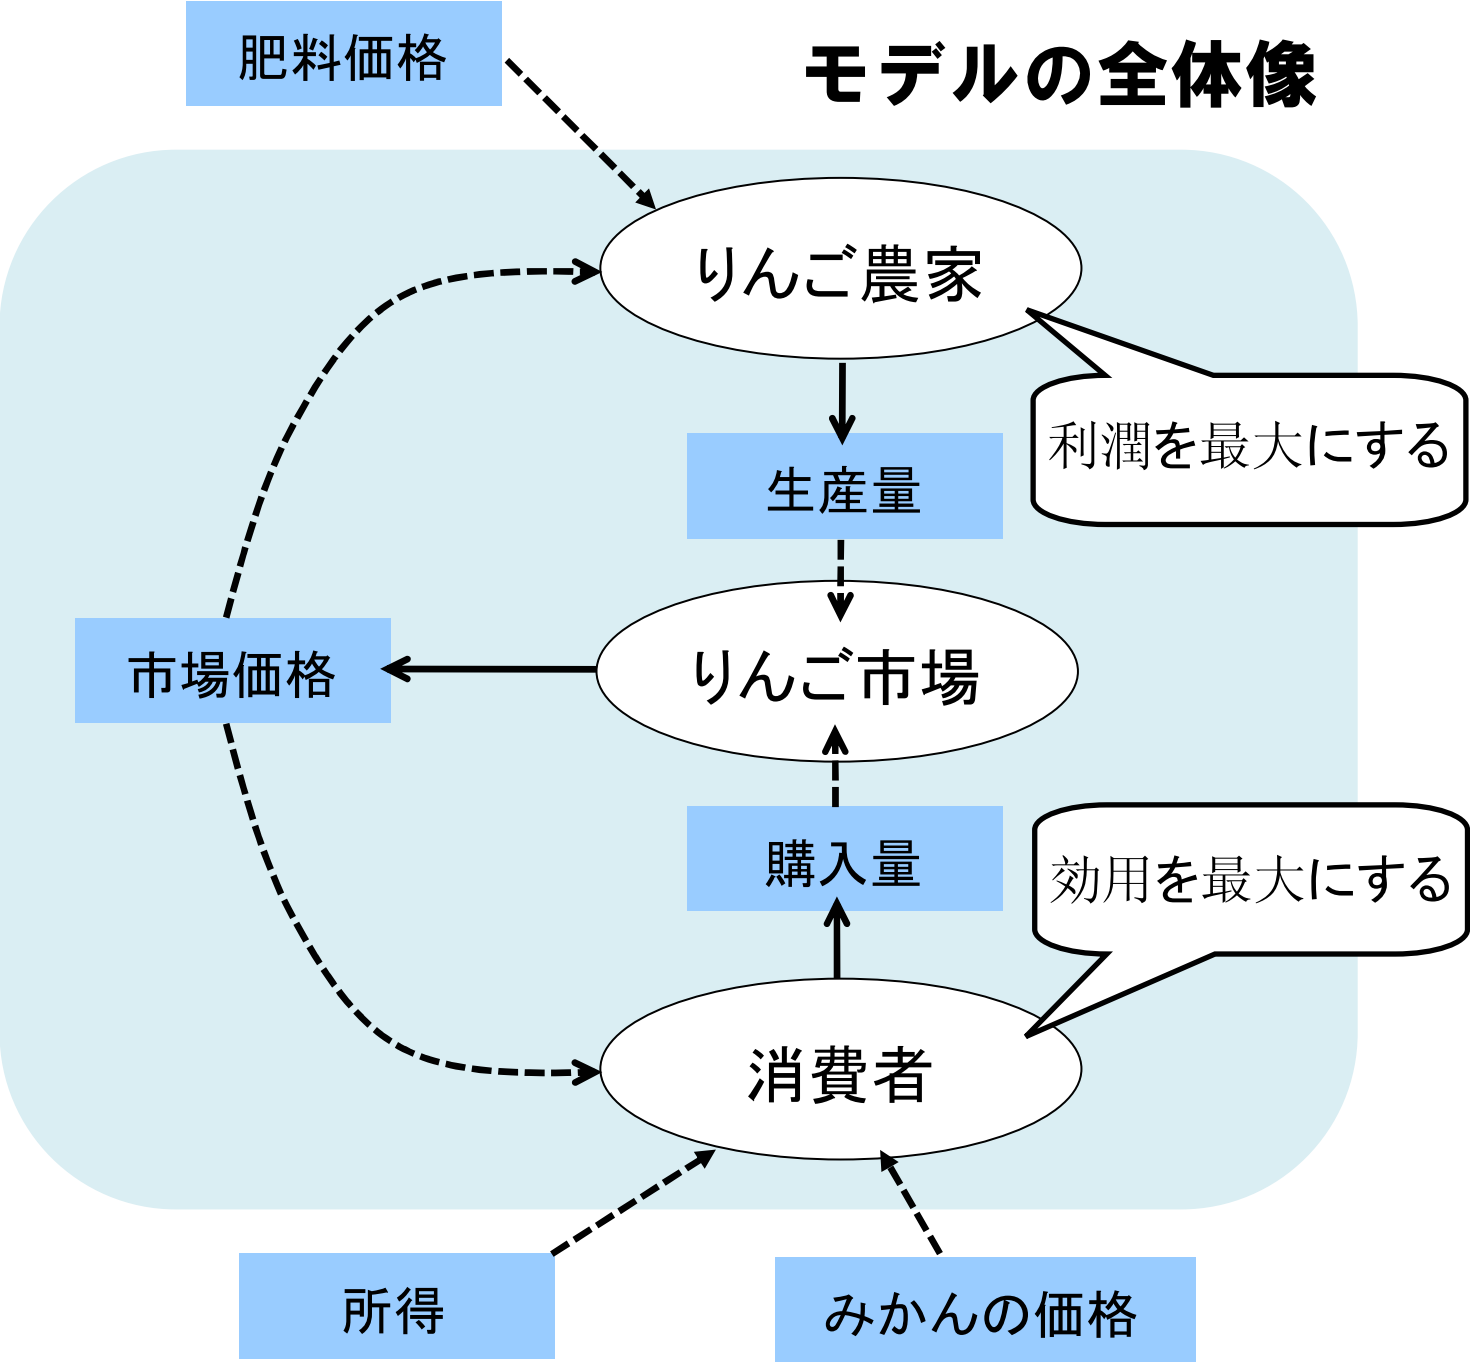 肥料価格
モデルの全体像
りんご農家
利潤を最大にする
生産量
市場価格
りんご市場
購入量
効用を最大にする
消費者
所得
みかんの価格